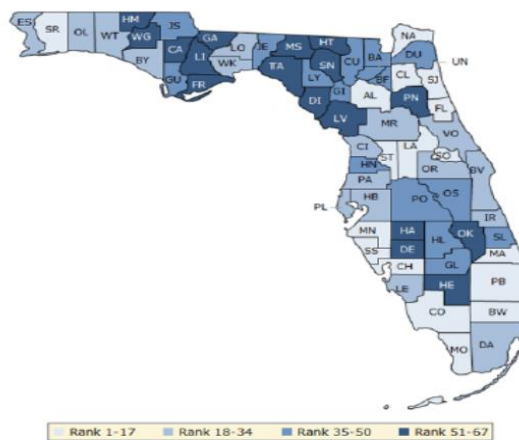 HM
ES SR OL WT JS GA NA
WG CA LO JE MS HT BA DU UN
BY LI WK TA SN CU BF CL SJ
GU FR LY GI AL PN FL
DI MR
LV VO
CI LA SO
ST OR BV
HN
PA PO OS
PL HB IR
MN HA HL OK SL
SS DE MA
CH GL PB
LE HE
CO BW
MO DA
Rank 1-17 Rank 18-34 Rank 35-50 Rank 51-67